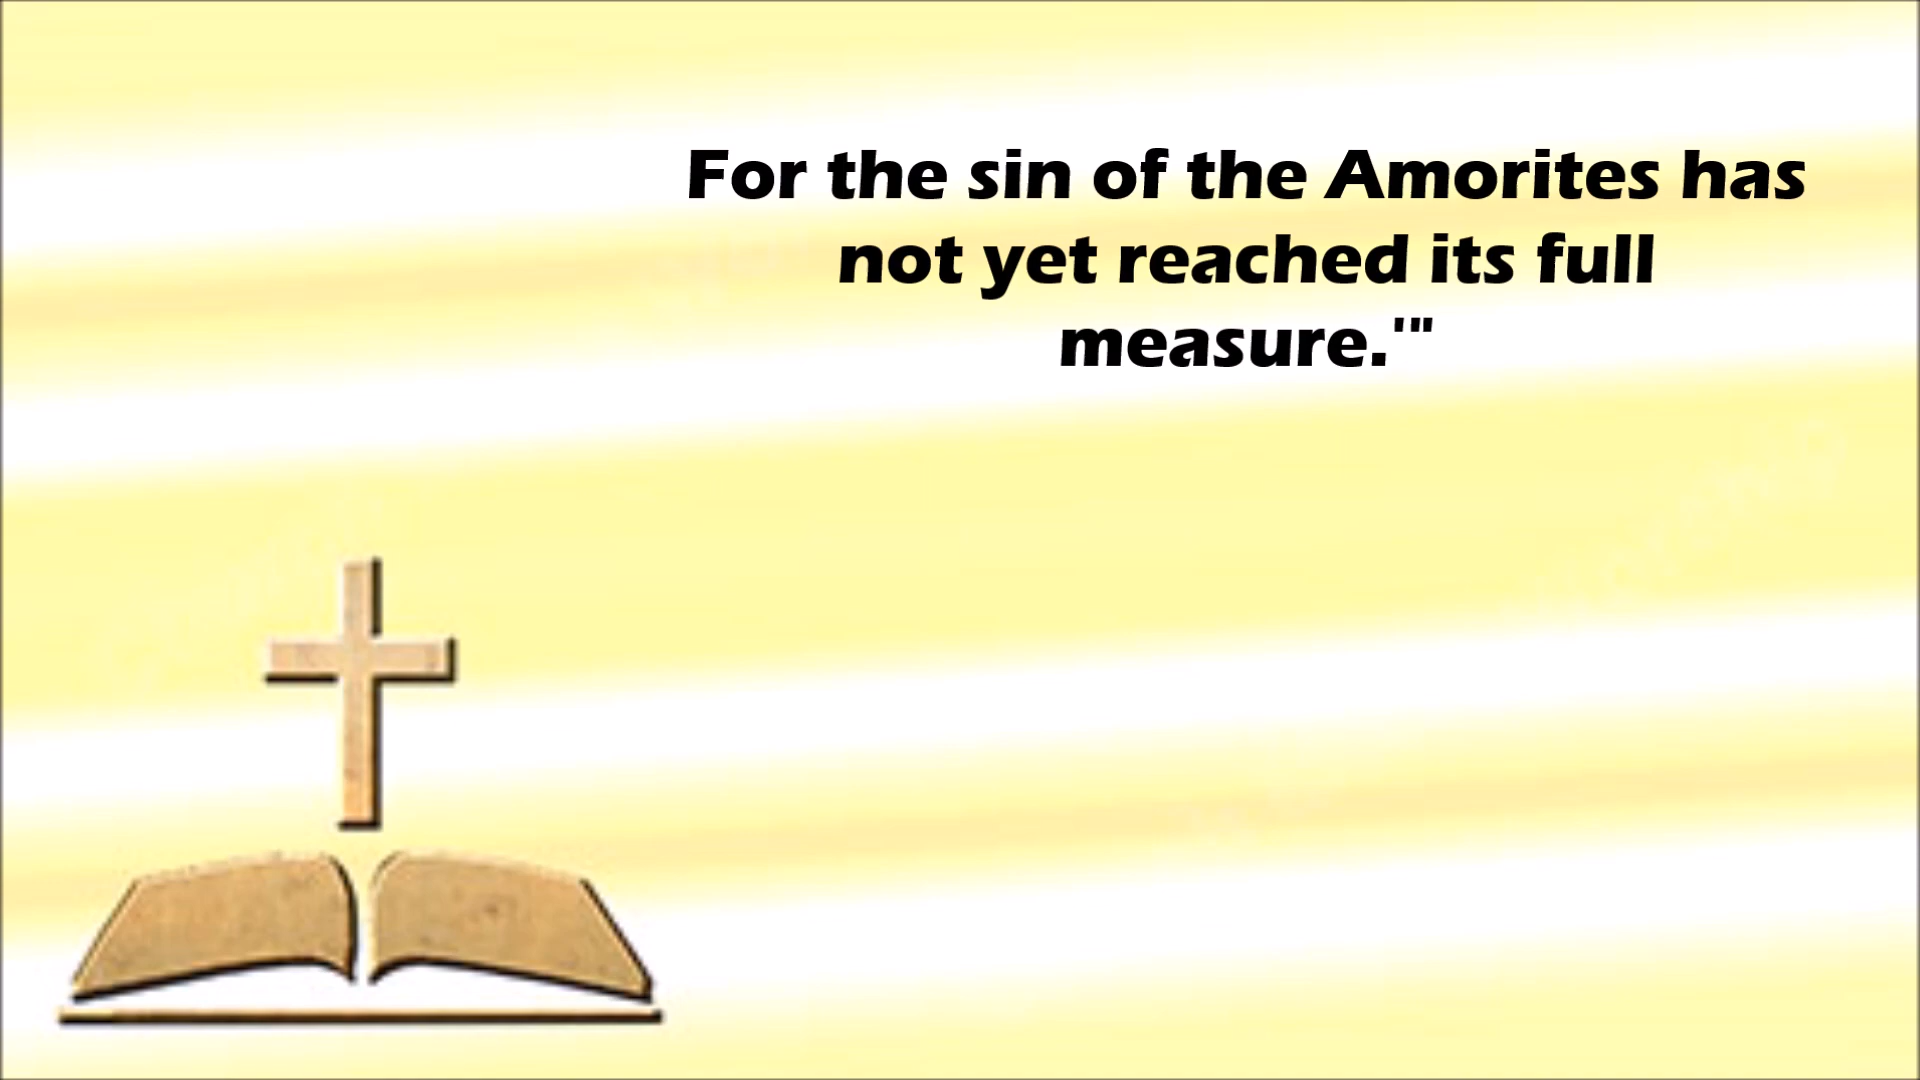 For the sin of the Amorites has
not yet reached its full
measure.'"